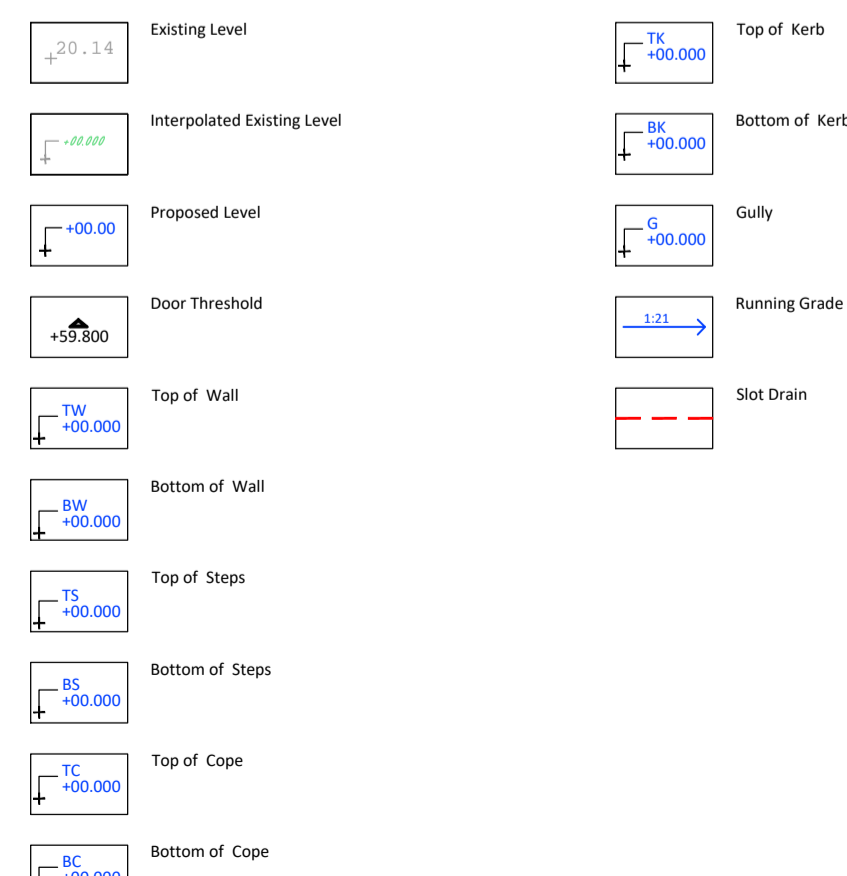 20.14
Existing Level
+00.000
Interpolated Existing Level
+00.00
Proposed Level
+59.800
Door Threshold
TW
+00.000
Top of Wall
BW
+00.000
Bottom of Wall
TS
+00.000
Top of Steps
BS
+00.000
Bottom of Steps
TC
+00.000
Top of Cope
BC
+00.000
Bottom of Cope
TK
+00.000
Top of Kerb
BK
+00.000
Bottom of Kerb
G
+00.000
Gully
1:21
Running Grade
Slot Drain